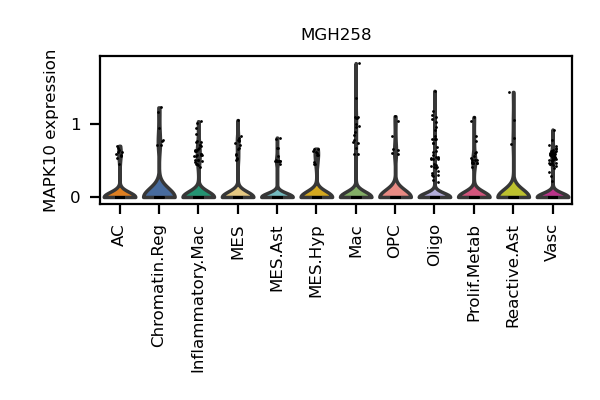 MGH258
MAPK10 expression
1
0
AC
Chromatin.Reg
Inflammatory.Mac
MES
MES.Ast
MES.Hyp
Mac
OPC
Oligo
Prolif.Metab
Reactive.Ast
Vasc